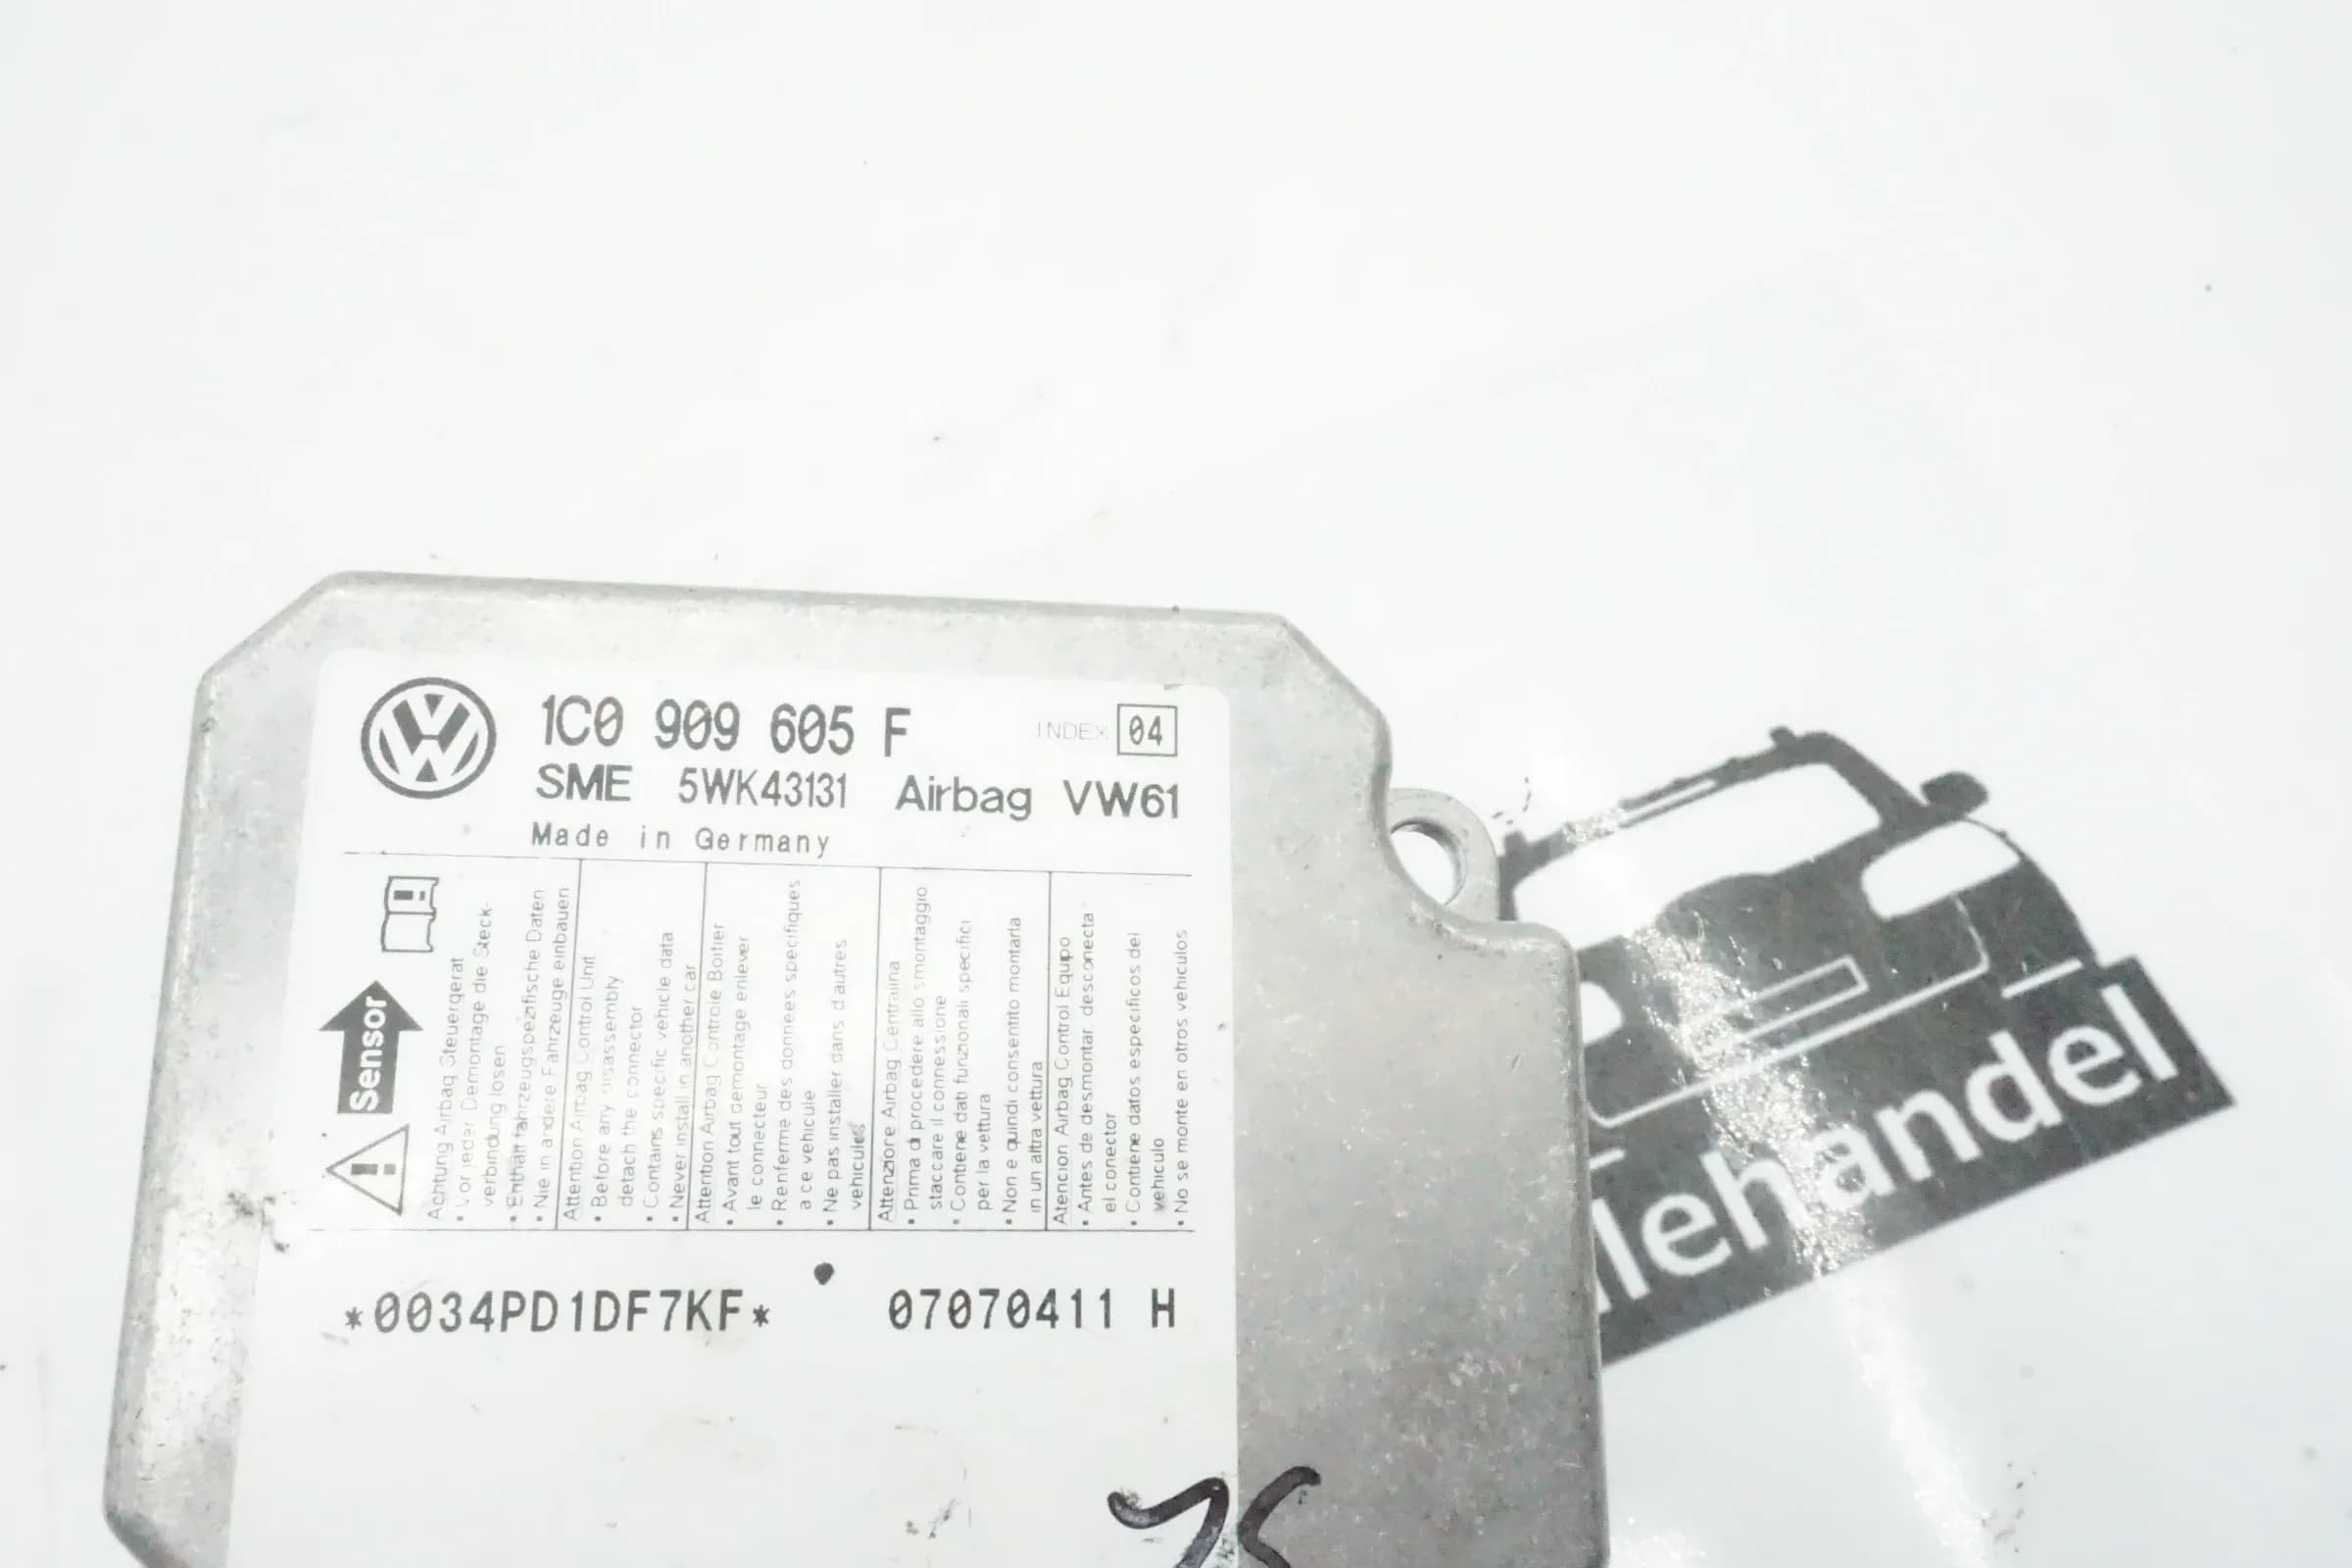 1C0 909 605 F
INDEX 04
SME 5WK43131 Airbag VW61
Made in Germany
Sensor
Achtung Airbag Steuergerat
• Vor jeder Demontage die Steck-
verbindung losen
• Enthalt fahrzeugspezifische Daten
• Nie in andere Fahrzeuge einbauen
Attention Airbag Control Unit
• Before any disassembly
detach the connector
• Contains specific vehicle data
• Never install in another car
Attention Airbag Controle Boitier
• Avant tout demontage enlever
le connecteur
• Renferme des donnees specifiques
a ce vehicule
• Ne pas installer dans d autres
vehicules
Attenzione Airbag Centralina
• Prima di procedere allo smontaggio
staccare il connessione
• Contiene dati funzionali specifici
per la vettura
• Non e quindi consentito montarla
in un altra vettura
Atencion Airbag Control Equipo
• Antes de desmontar desconecta
el conector
• Contiene datos especificos del
vehiculo
• No se monte en otros vehiculos
*0034PD1DF7KF* 07070411 H
lehandel